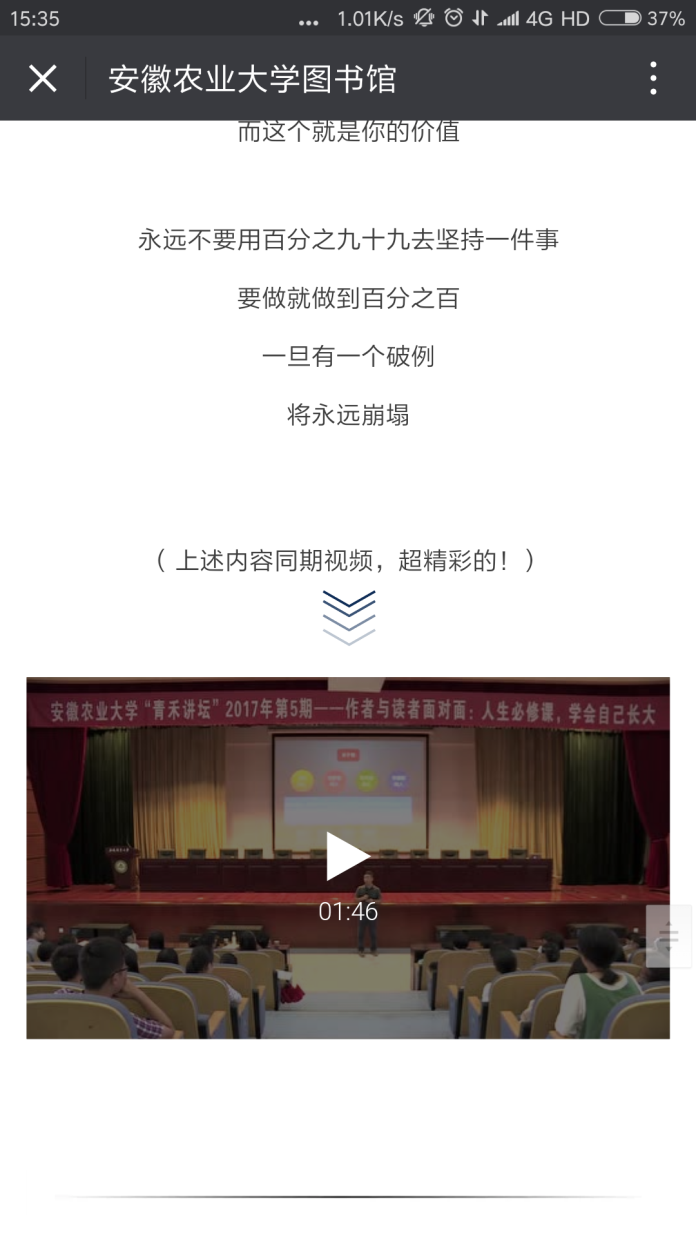 15:35
... 1.01K/s 4G HD 37%
安徽农业大学图书馆
而这个就是你的价值
永远不要用百分之九十九去坚持一件事
要做就做到百分之百
一旦有一个破例
将永远崩塌
（上述内容同期视频，超精彩的！）
安徽农业大学“青禾讲坛”2017年第5期——作者与读者面对面：人生必修课，学会自己长大
01:46